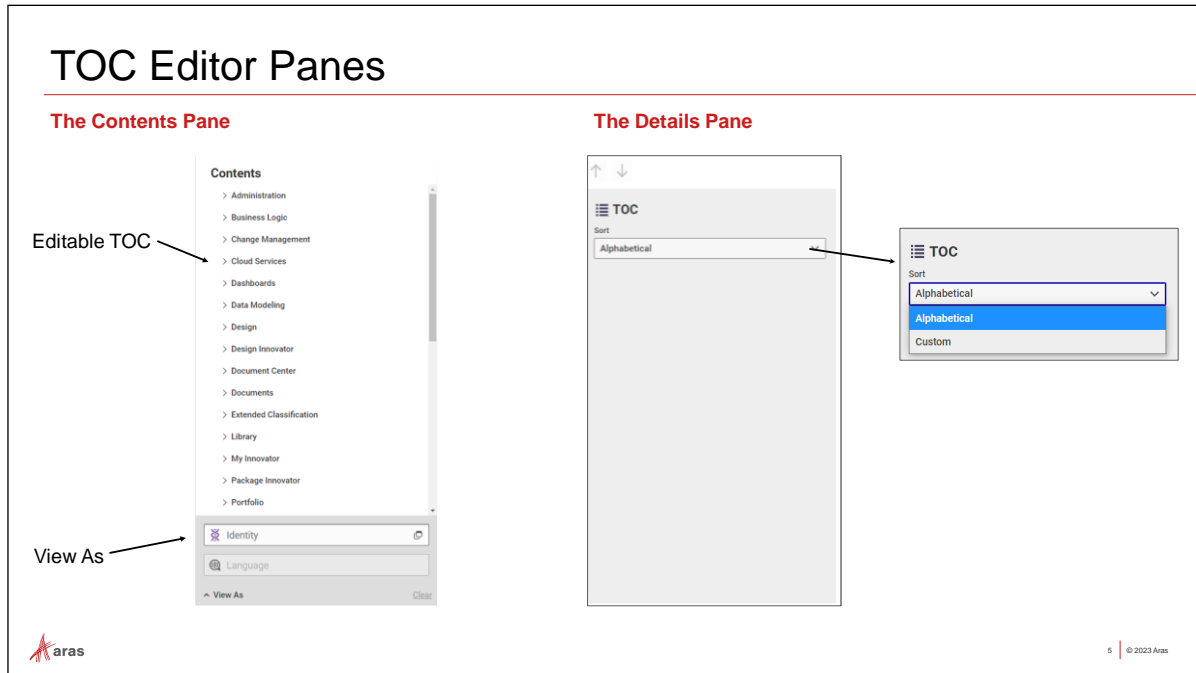 TOC Editor Panes
The Contents Pane
Editable TOC
View As
Contents
Administration
Business Logic
Change Management
Cloud Services
Dashboards
Data Modeling
Design
Design Innovator
Document Center
Documents
Extended Classification
Library
My Innovator
Package Innovator
Portfolio
Identity
Language
View As Clear
The Details Pane
TOC
Sort
Alphabetical
TOC
Sort
Alphabetical
Alphabetical
Custom
aras
5 © 2023 Aras